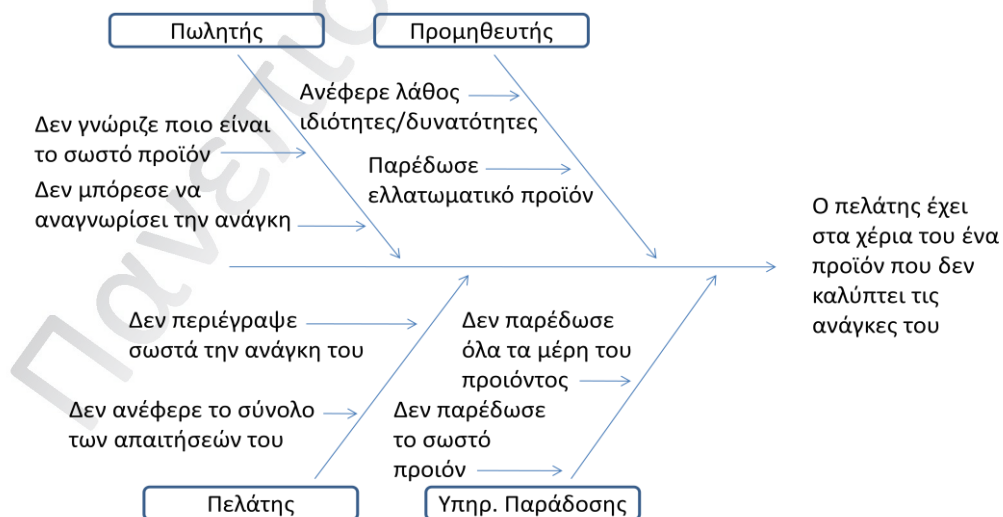 Πωλητής
Προμηθευτής
Ανέφερε λάθος
ιδιότητες/δυνατότητες
Δεν γνώριζε ποιο είναι
το σωστό προϊόν
Παρέδωσε
ελλατωματικό προϊόν
Δεν μπόρεσε να
αναγνωρίσει την ανάγκη
Ο πελάτης έχει
στα χέρια του ένα
προϊόν που δεν
καλύπτει τις
ανάγκες του
Δεν περιέγραψε
σωστά την ανάγκη του
Δεν παρέδωσε
όλα τα μέρη του
προιόντος
Δεν ανέφερε το σύνολο
των απαιτήσεών του
Δεν παρέδωσε
το σωστό
προιόν
Πελάτης
Υπηρ. Παράδοσης